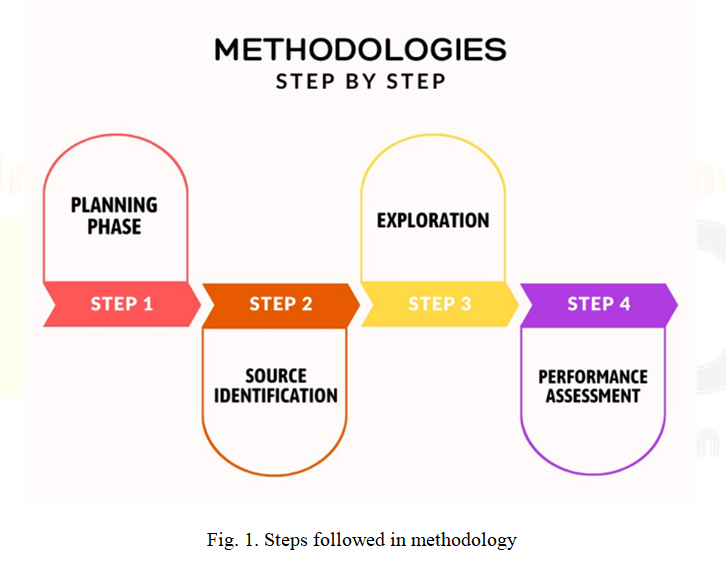 METHODOLOGIES
STEP BY STEP
PLANNING
PHASE
STEP 1
STEP 2
SOURCE
IDENTIFICATION
EXPLORATION
STEP 3
STEP 4
PERFORMANCE
ASSESSMENT
Fig. 1. Steps followed in methodology